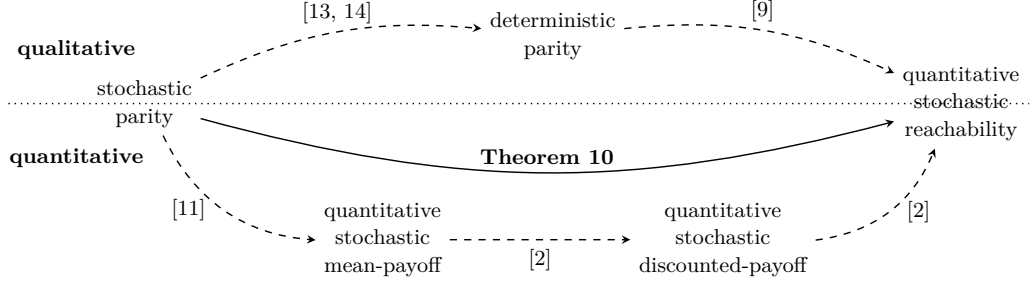 [13, 14]
[9]
deterministic
parity
qualitative
quantitative
stochastic
reachability
stochastic
parity
quantitative
Theorem 10
[11]
quantitative
stochastic
mean-payoff
[2]
quantitative
stochastic
discounted-payoff
[2]